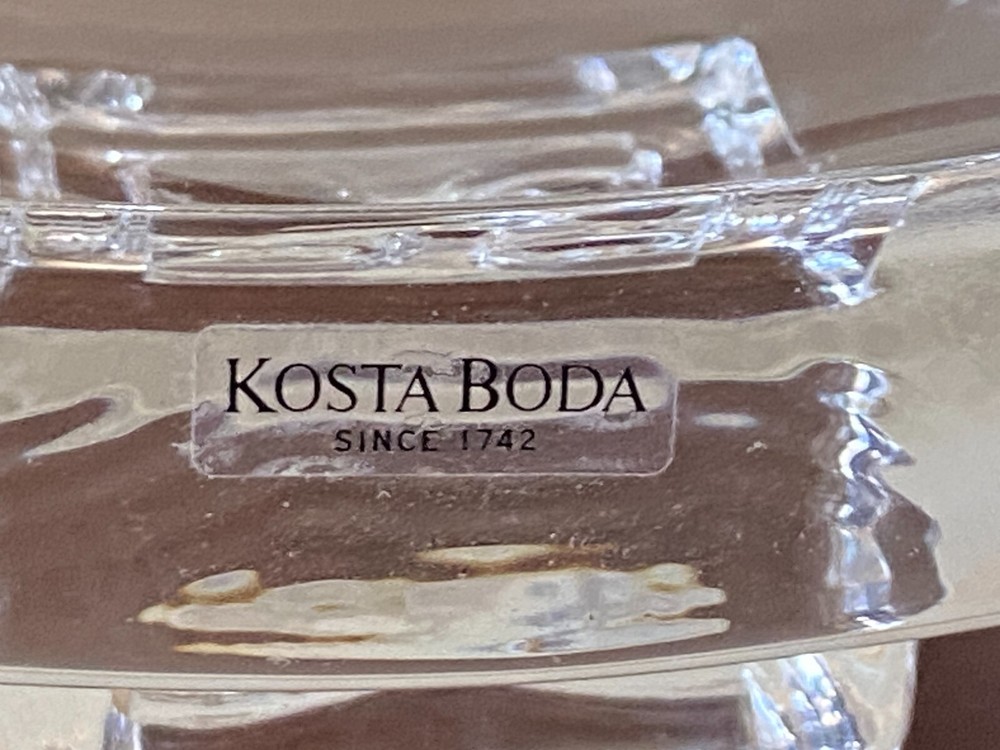 KOSTA BODA
SINCE 1742